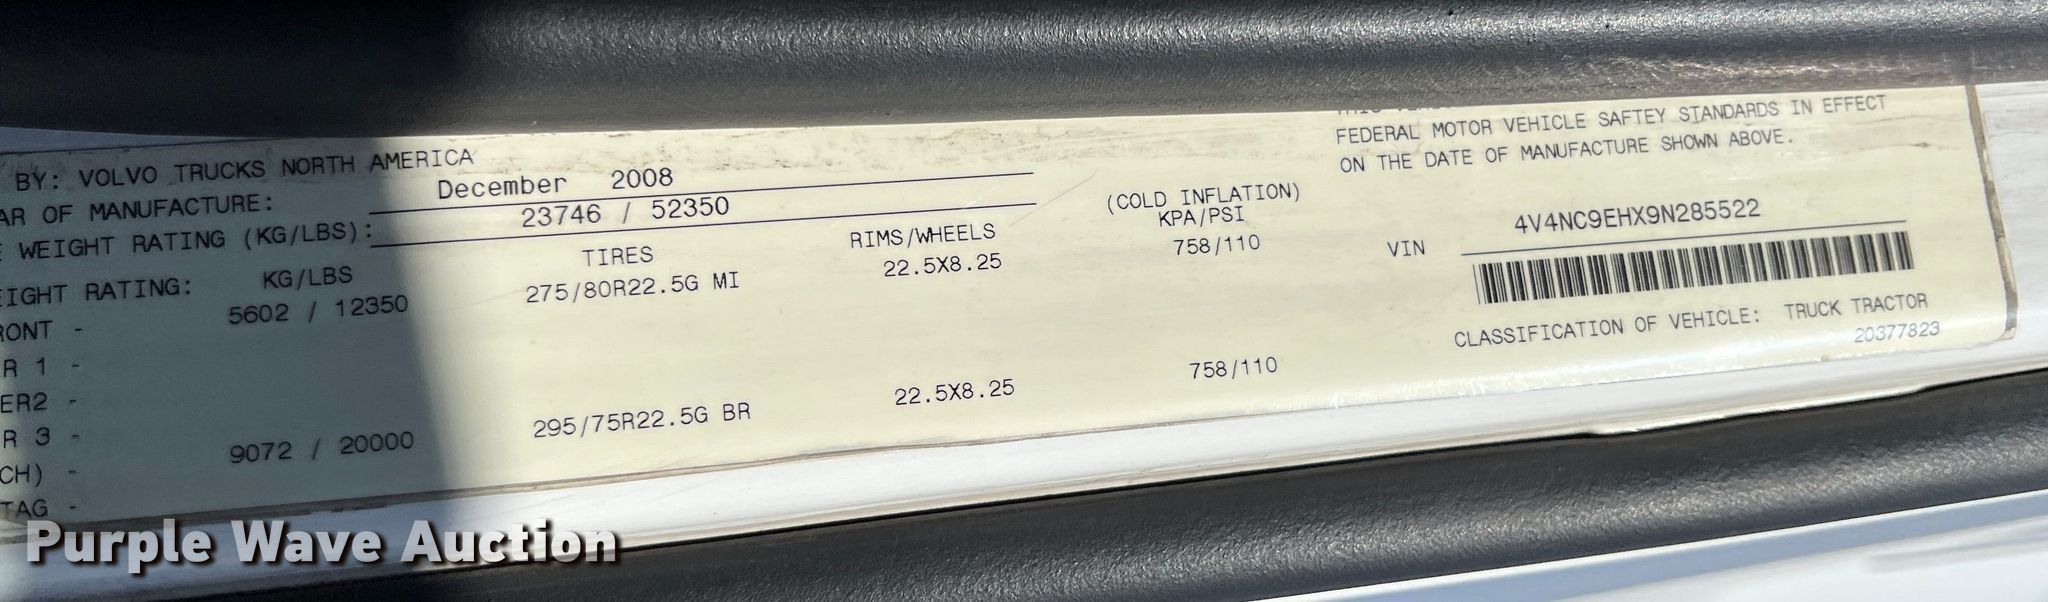 BY: VOLVO TRUCKS NORTH AMERICA
AR OF MANUFACTURE: December 2008
E WEIGHT RATING (KG/LBS): 23746 / 52350
EIGHT RATING: KG/LBS TIRES RIMS/WHEELS (COLD INFLATION) KPA/PSI
RONT - 5602 / 12350 275/80R22.5G MI 22.5X8.25 758/110
R 1 -
ER2 -
R 3 - 9072 / 20000 295/75R22.5G BR 22.5X8.25 758/110
CH) -
TAG -
FEDERAL MOTOR VEHICLE SAFTEY STANDARDS IN EFFECT
ON THE DATE OF MANUFACTURE SHOWN ABOVE.
VIN 4V4NC9EHX9N285522
CLASSIFICATION OF VEHICLE: TRUCK TRACTOR
20377823
Purple Wave Auction